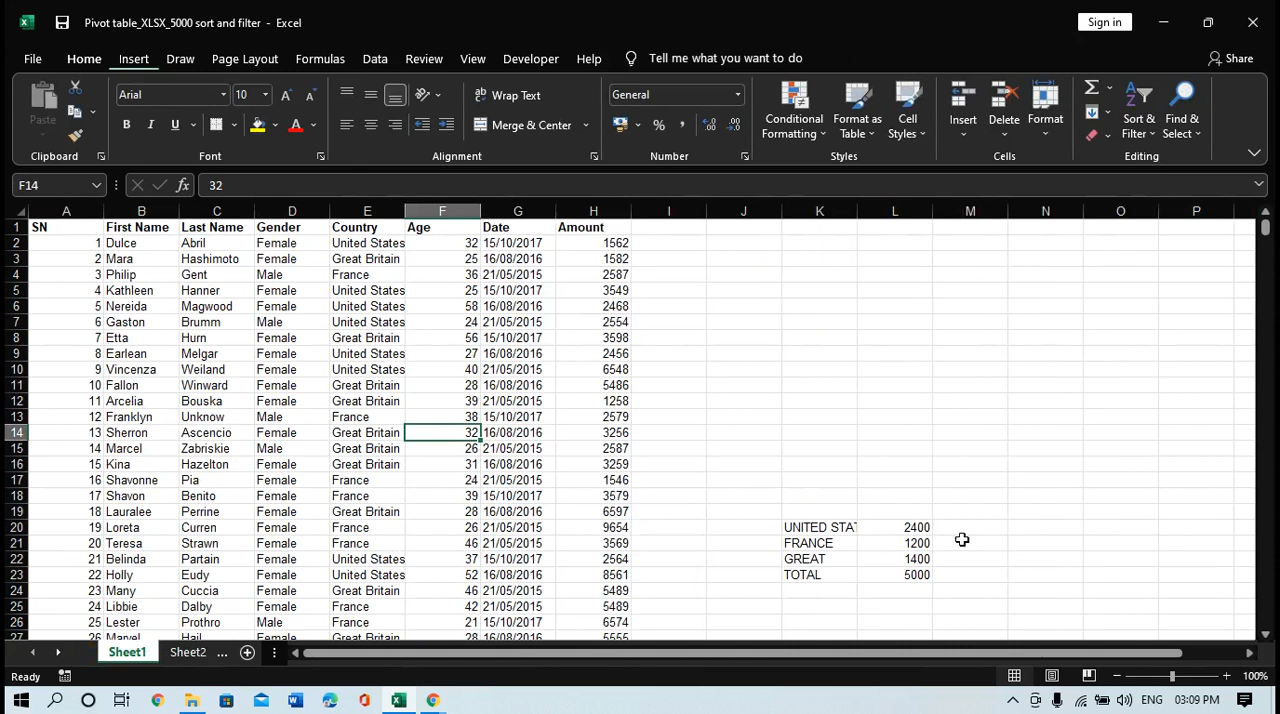 Pivot table_XLSX_5000 sort and filter - Excel
Sign in
File Home Insert Draw Page Layout Formulas Data Review View Developer Help Tell me what you want to do Share
Paste
Arial 10
Wrap Text
General
Conditional Formatting
Format as Table
Cell Styles
Insert Delete Format
Sort & Filter
Find & Select
B I U
Merge & Center
Clipboard Font Alignment Number Styles Cells Editing
F14 fx 32
A B C D E F G H I J K L M N O P
1 SN First Name Last Name Gender Country Age Date Amount
2 1 Dulce Abril Female United States 32 15/10/2017 1562
3 2 Mara Hashimoto Female Great Britain 25 16/08/2016 1582
4 3 Philip Gent Male France 36 21/05/2015 2587
5 4 Kathleen Hanner Female United States 25 15/10/2017 3549
6 5 Nereida Magwood Female United States 58 16/08/2016 2468
7 6 Gaston Brumm Male United States 24 21/05/2015 2554
8 7 Etta Hurn Female Great Britain 56 15/10/2017 3598
9 8 Earlean Melgar Female United States 27 16/08/2016 2456
10 9 Vincenza Weiland Female United States 40 21/05/2015 6548
11 10 Fallon Winward Female Great Britain 28 16/08/2016 5486
12 11 Arcelia Bouska Female Great Britain 39 21/05/2015 1258
13 12 Franklyn Unknow Male France 38 15/10/2017 2579
14 13 Sherron Ascencio Female Great Britain 32 16/08/2016 3256
15 14 Marcel Zabriskie Male Great Britain 26 21/05/2015 2587
16 15 Kina Hazelton Female Great Britain 31 16/08/2016 3259
17 16 Shavonne Pia Female France 24 21/05/2015 1546
18 17 Shavon Benito Female France 39 15/10/2017 3579
19 18 Lauralee Perrine Female Great Britain 28 16/08/2016 6597
20 19 Loreta Curren Female France 26 21/05/2015 9654 UNITED STAT 2400
21 20 Teresa Strawn Female France 46 21/05/2015 3569 FRANCE 1200
22 21 Belinda Partain Female United States 37 15/10/2017 2564 GREAT 1400
23 22 Holly Eudy Female United States 52 16/08/2016 8561 TOTAL 5000
24 23 Many Cuccia Female Great Britain 46 21/05/2015 5489
25 24 Libbie Dalby Female France 42 21/05/2015 5489
26 25 Lester Prothro Male France 21 15/10/2017 6574
27 26 Marvel Hail Female Great Britain 28 16/08/2016 5555
Sheet1 Sheet2 ...
Ready 100%
ENG 03:09 PM